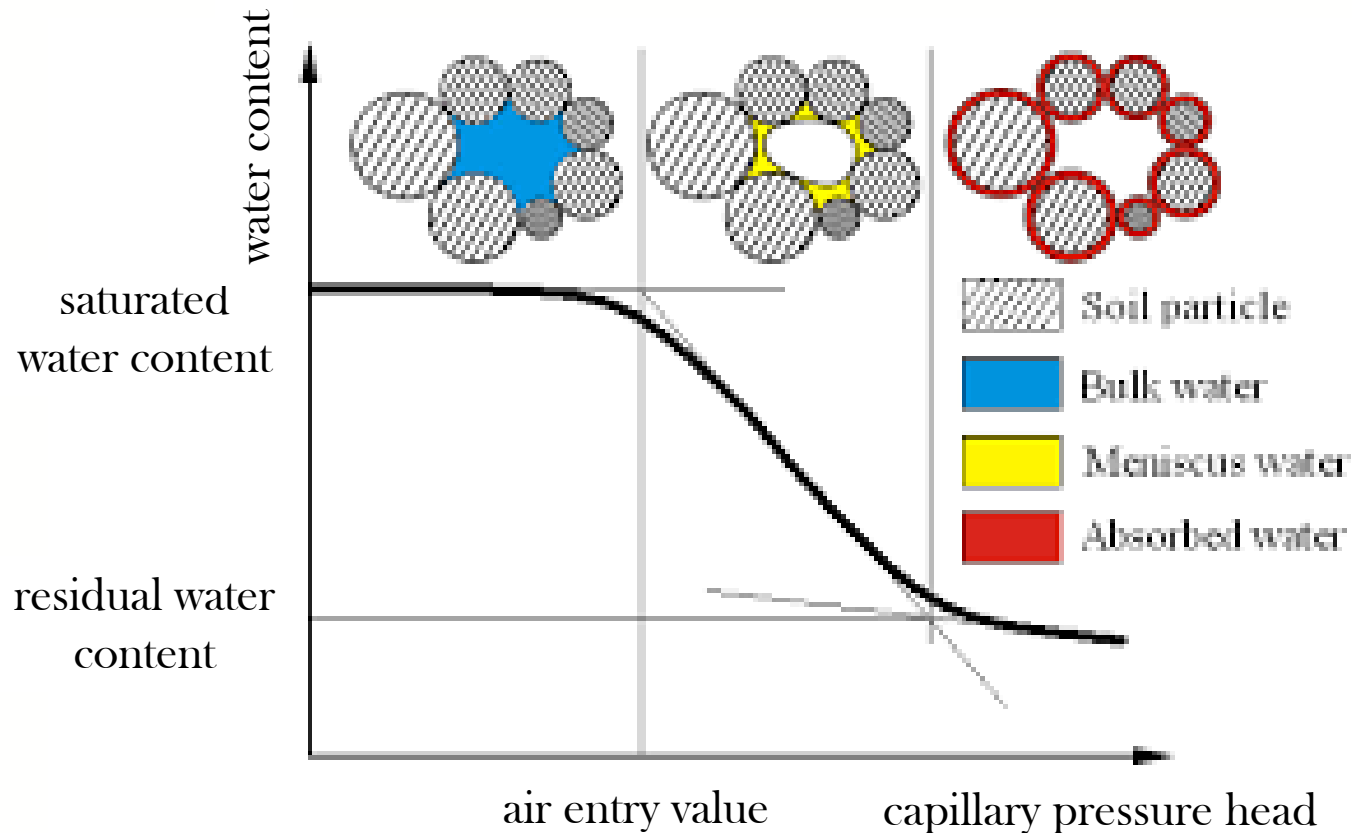 water content
saturated
water content
Soil particle
Bulk water
Meniscus water
Absorbed water
residual water
content
air entry value
capillary pressure head